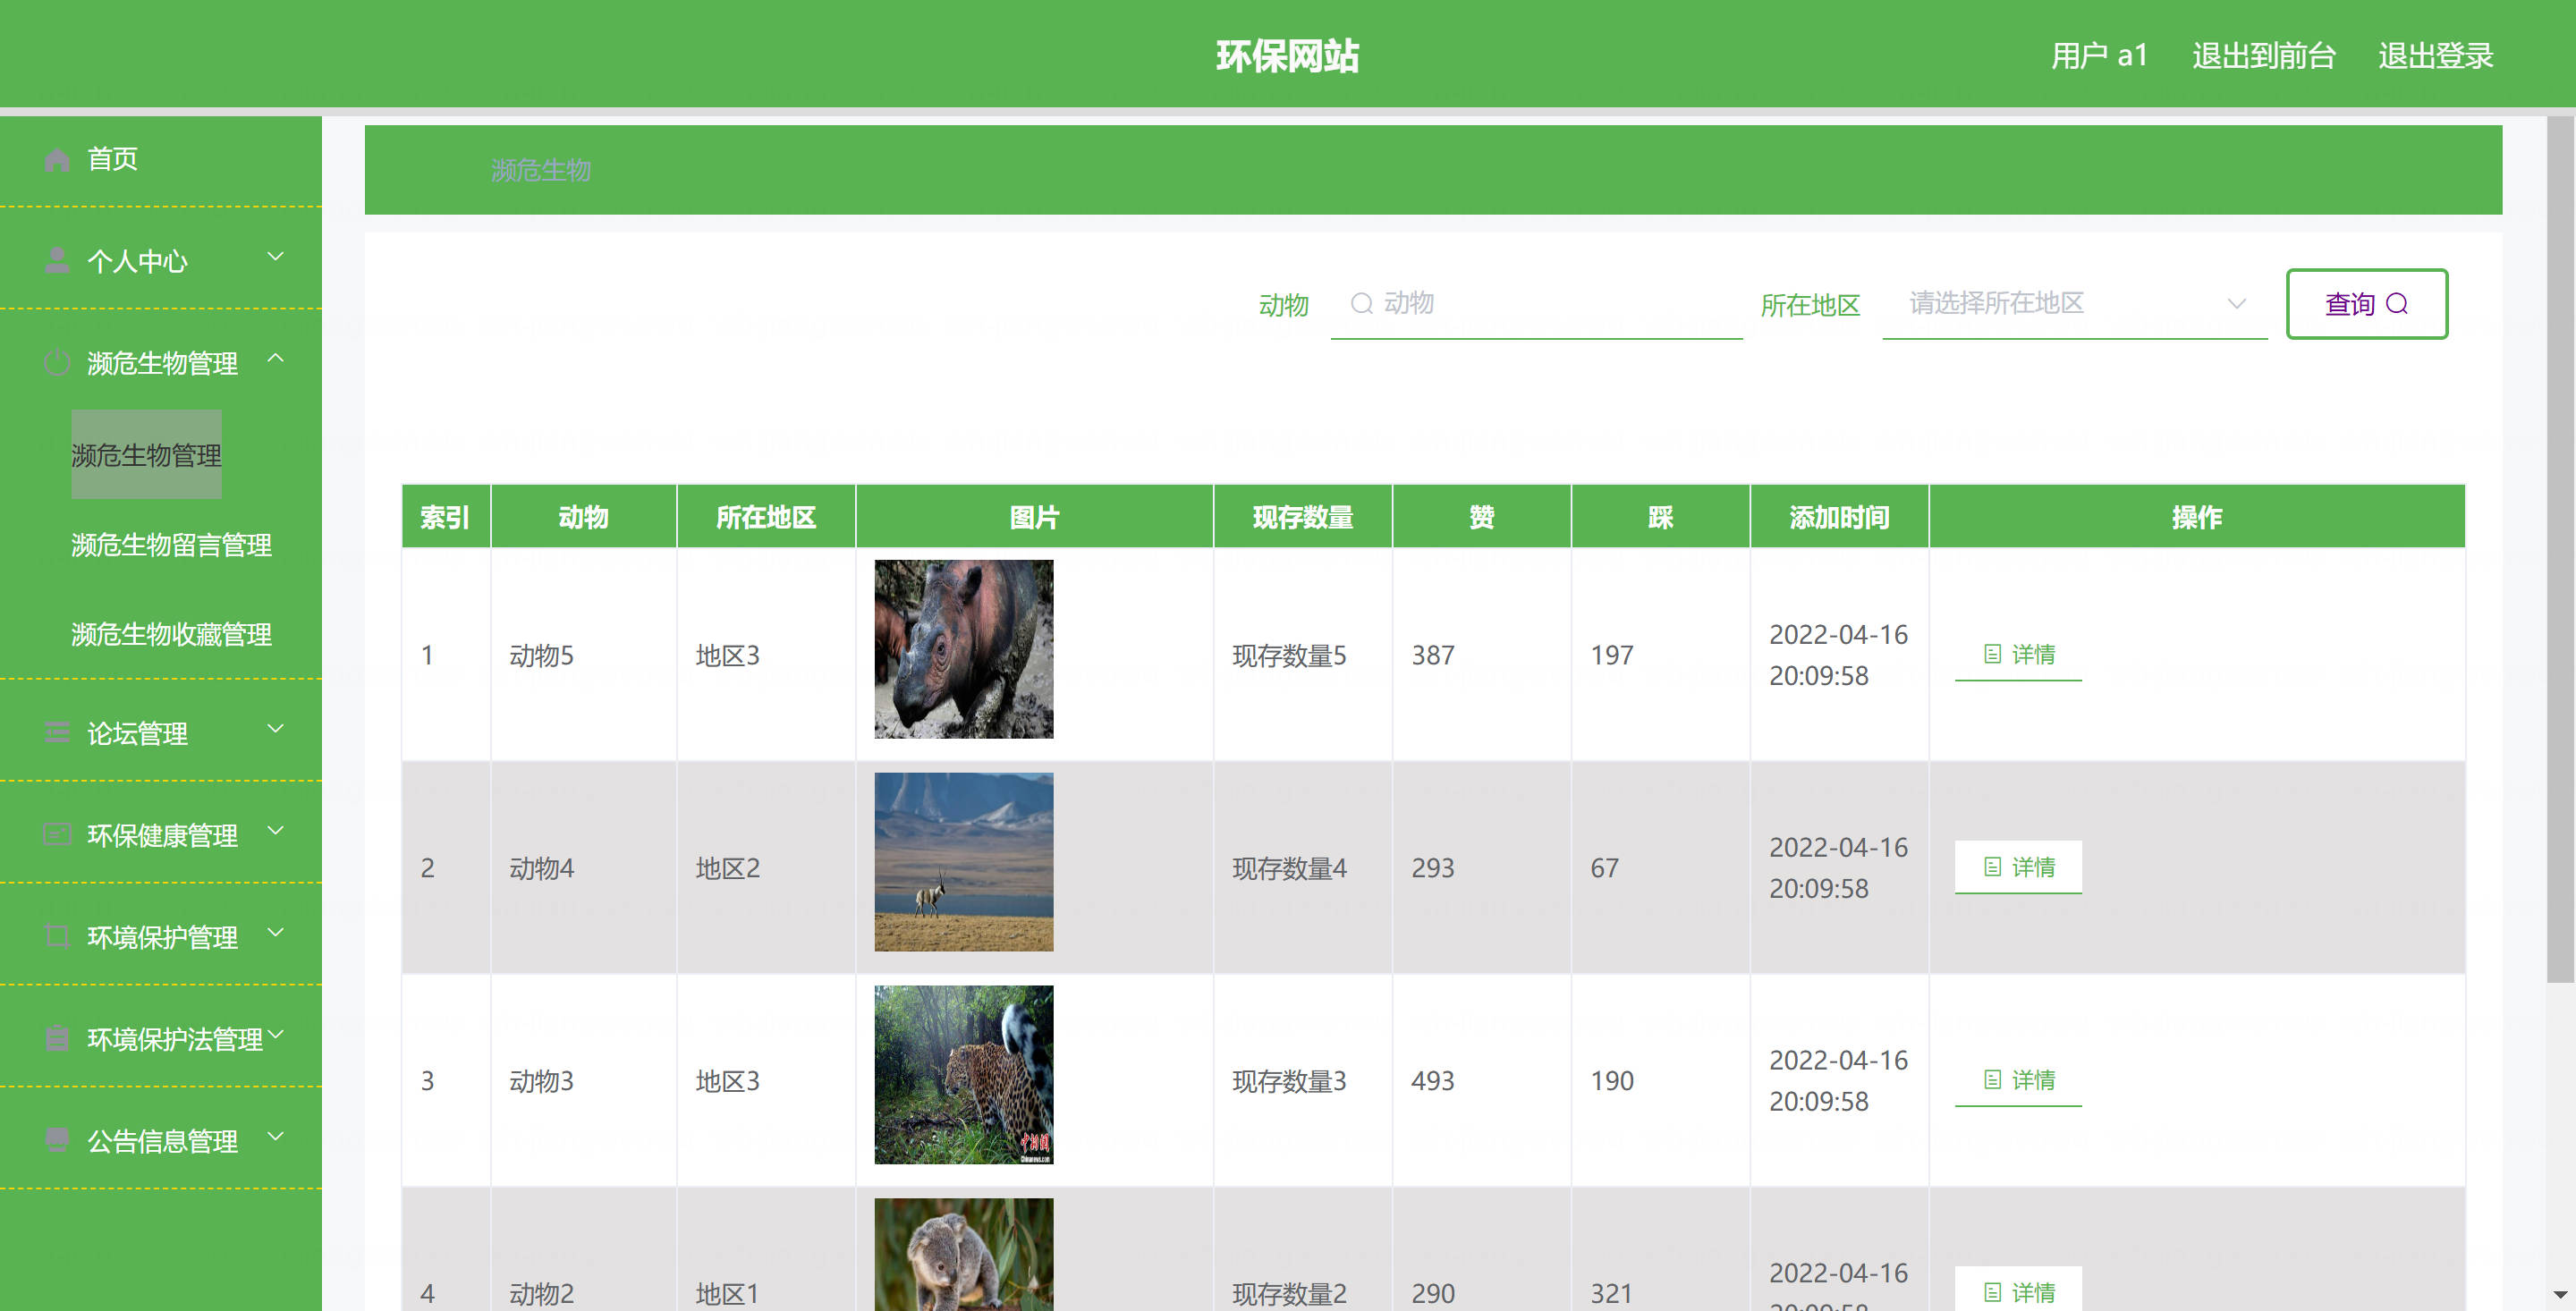 环保网站
用户 a1 退出到前台 退出登录
首页
个人中心
濒危生物管理
濒危生物管理
濒危生物留言管理
濒危生物收藏管理
论坛管理
环保健康管理
环境保护管理
环境保护法管理
公告信息管理
濒危生物
动物 动物 所在地区 请选择所在地区 查询
索引 动物 所在地区 图片 现存数量 赞 踩 添加时间 操作
1 动物5 地区3 现存数量5 387 197 2022-04-16 20:09:58 详情
2 动物4 地区2 现存数量4 293 67 2022-04-16 20:09:58 详情
3 动物3 地区3 现存数量3 493 190 2022-04-16 20:09:58 详情
4 动物2 地区1 现存数量2 290 321 2022-04-16 详情